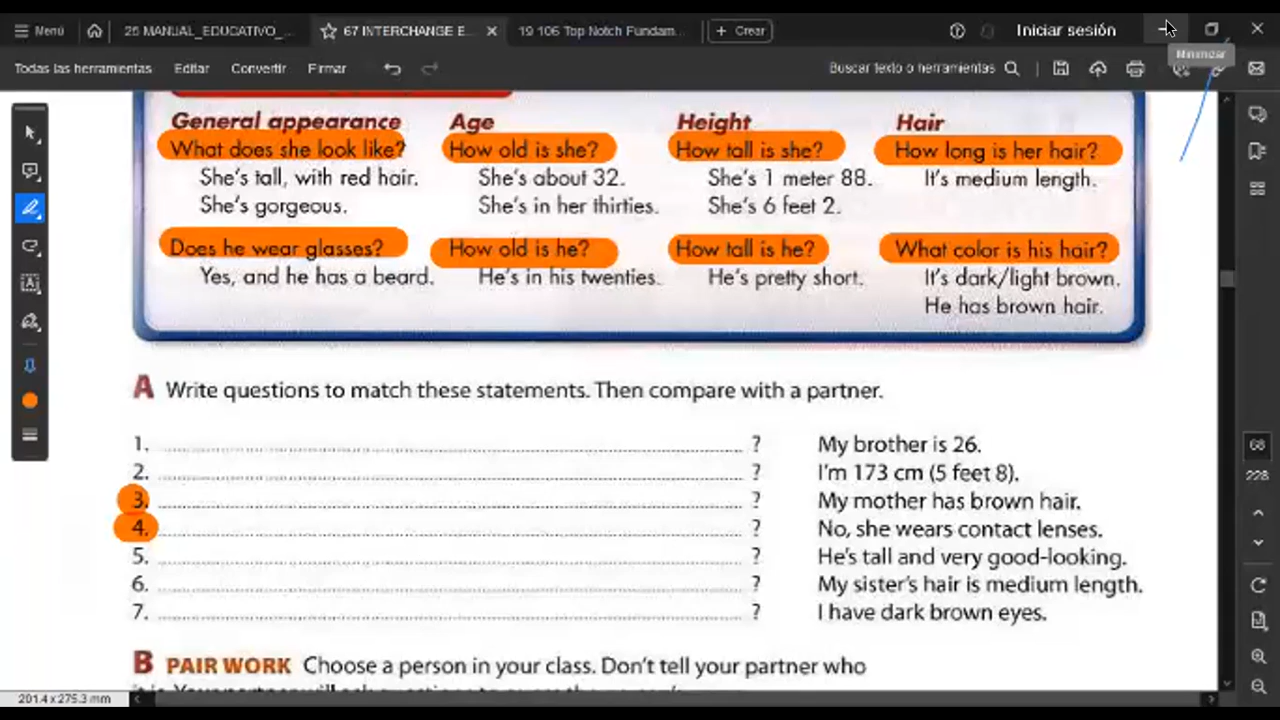 Menú
25 MANUAL_EDUCATIVO_...
67 INTERCHANGE E...
19 106 Top Notch Fundam...
+ Crear
Iniciar sesión
Minimizar
Todas las herramientas Editar Convertir Firmar
Buscar texto o herramientas
General appearance Age Height Hair
What does she look like? How old is she? How tall is she? How long is her hair?
She's tall, with red hair. She's about 32. She's 1 meter 88. It's medium length.
She's gorgeous. She's in her thirties. She's 6 feet 2.
Does he wear glasses? How old is he? How tall is he? What color is his hair?
Yes, and he has a beard. He's in his twenties. He's pretty short. It's dark/light brown.
He has brown hair.
A Write questions to match these statements. Then compare with a partner.
1. ? My brother is 26.
2. ? I'm 173 cm (5 feet 8).
3. ? My mother has brown hair.
4. ? No, she wears contact lenses.
5. ? He's tall and very good-looking.
6. ? My sister's hair is medium length.
7. ? I have dark brown eyes.
B PAIR WORK Choose a person in your class. Don't tell your partner who
68
228
201.4 x 275.3 mm